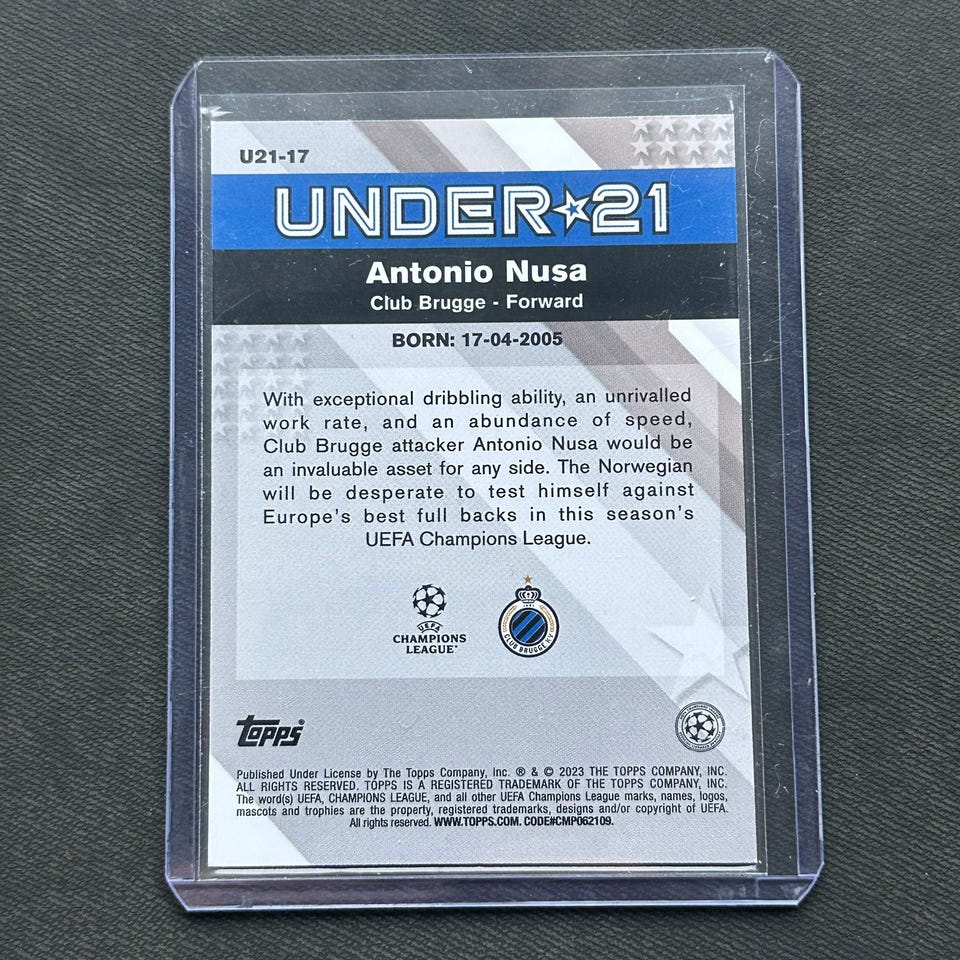 U21-17
UNDER★21
Antonio Nusa
Club Brugge - Forward
BORN: 17-04-2005
With exceptional dribbling ability, an unrivalled
work rate, and an abundance of speed,
Club Brugge attacker Antonio Nusa would be
an invaluable asset for any side. The Norwegian
will be desperate to test himself against
Europe's best full backs in this season's
UEFA Champions League.
UEFA
CHAMPIONS
LEAGUE
CLUB BRUGGE K.V.
Topps®
Published Under License by The Topps Company, Inc. ® & © 2023 THE TOPPS COMPANY, INC.
ALL RIGHTS RESERVED. TOPPS IS A REGISTERED TRADEMARK OF THE TOPPS COMPANY, INC.
The word(s) UEFA, CHAMPIONS LEAGUE, and all other UEFA Champions League marks, names, logos,
mascots and trophies are the property, registered trademarks, designs and/or copyright of UEFA.
All rights reserved. WWW.TOPPS.COM. CODE#CMP062109.